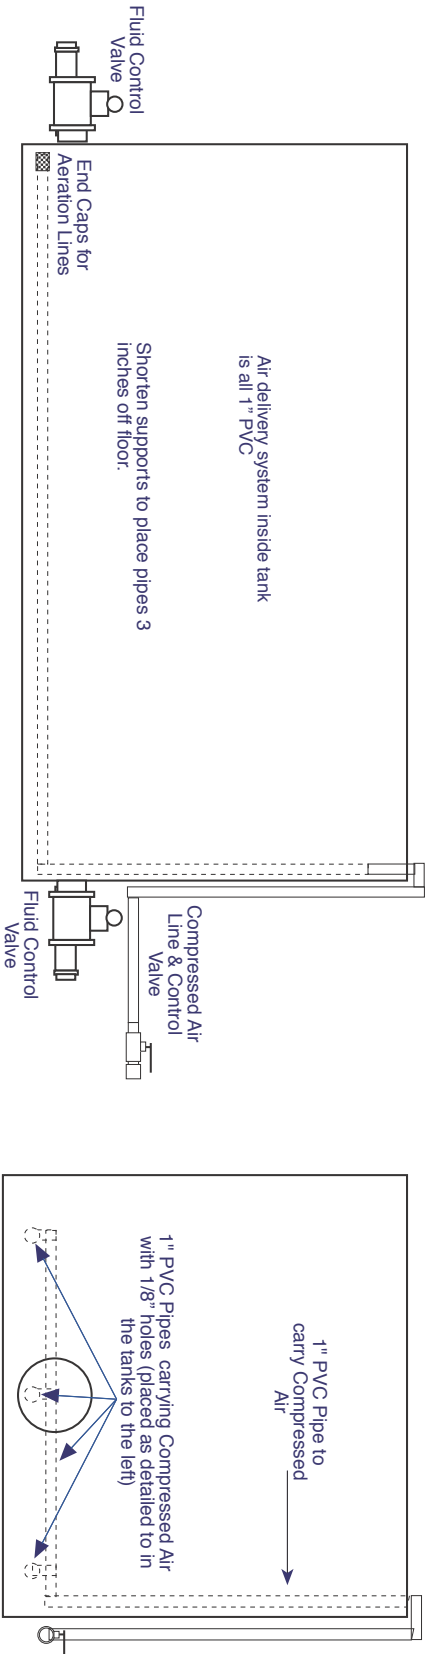 Fluid Control
Valve
End Caps for
Aeration Lines
Air delivery system inside tank
is all 1” PVC
Shorten supports to place pipes 3
inches off floor.
Compressed Air
Line & Control
Valve
Fluid Control
Valve
1" PVC Pipe to
carry Compressed
Air
1" PVC Pipes carrying Compressed Air
with 1/8” holes (placed as detailed to in
the tanks to the left)